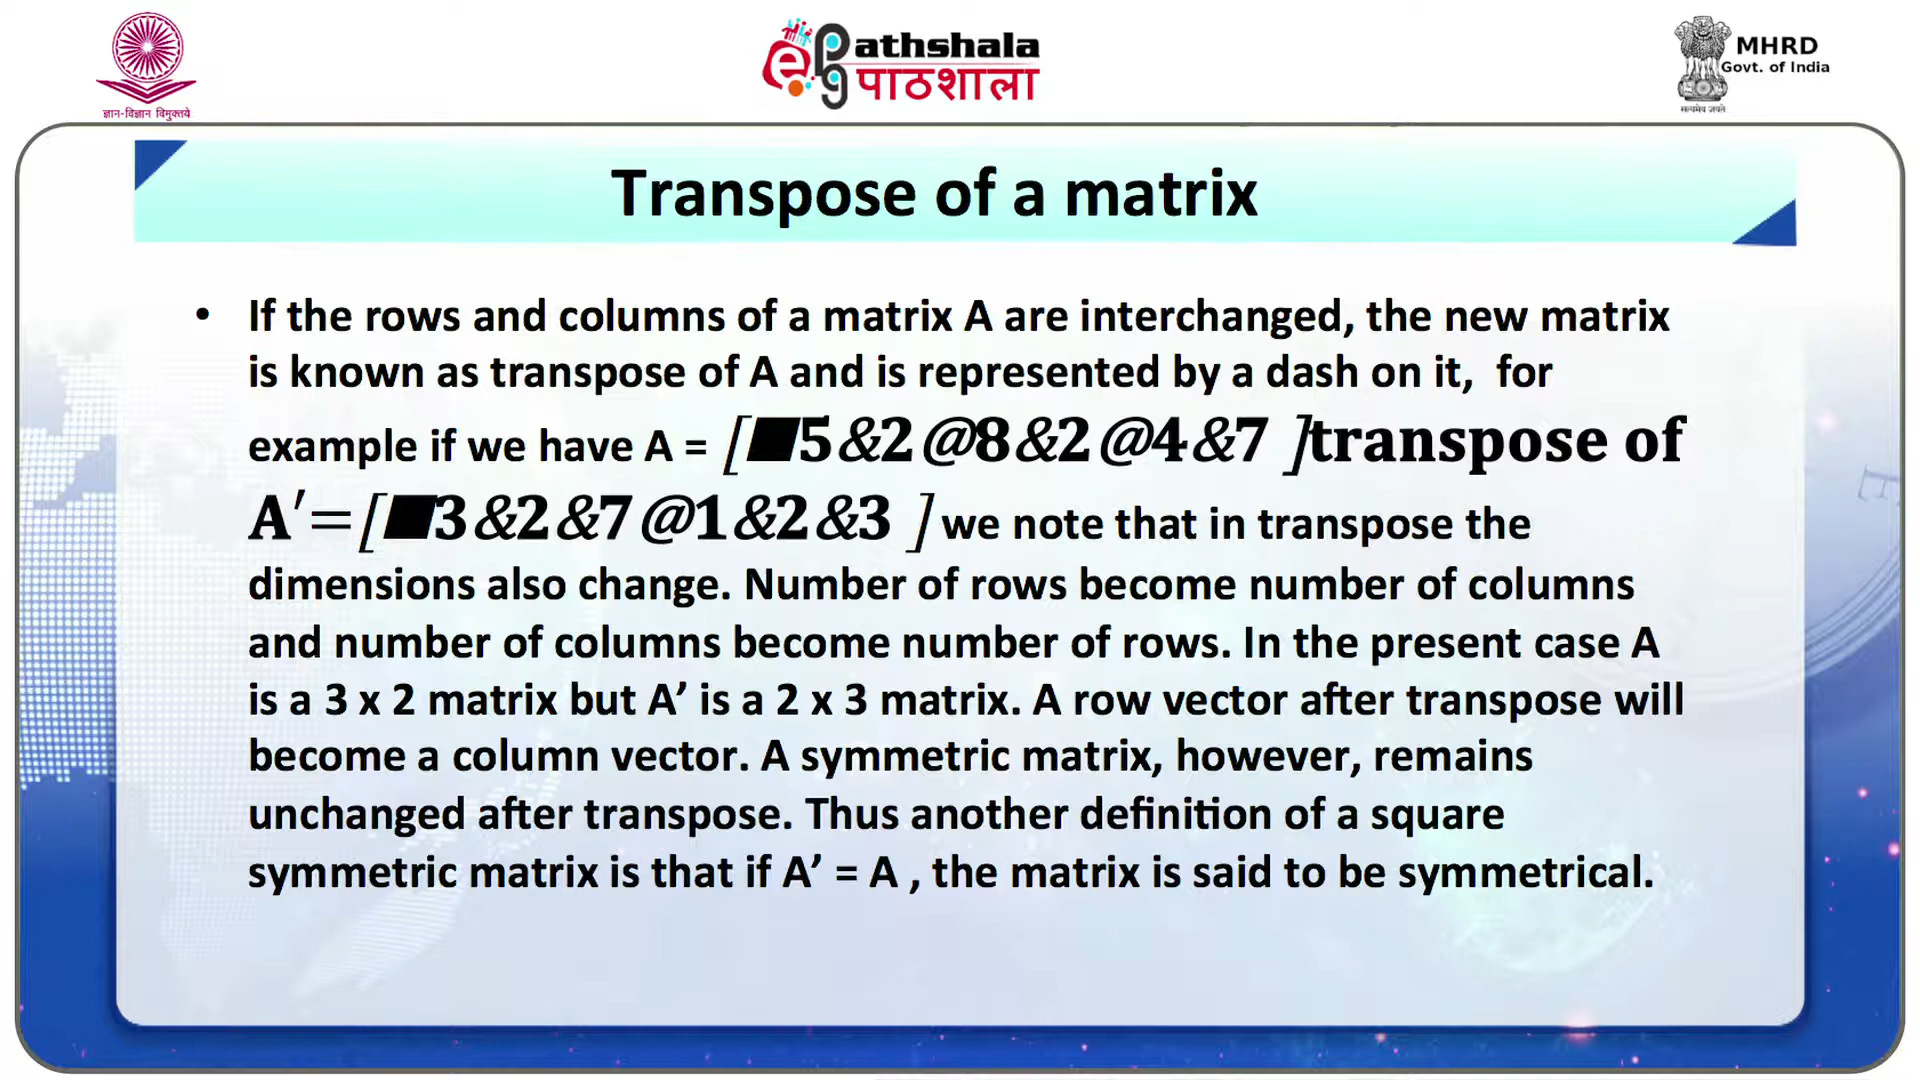 ज्ञान-विज्ञान विमुक्तये
ePathshala
पाठशाला
MHRD
Govt. of India
सत्यमेव जयते
Transpose of a matrix
• If the rows and columns of a matrix A are interchanged, the new matrix
is known as transpose of A and is represented by a dash on it, for
example if we have A = [■5&2@8&2@4&7 ]transpose of
A′=[■3&2&7@1&2&3 ] we note that in transpose the
dimensions also change. Number of rows become number of columns
and number of columns become number of rows. In the present case A
is a 3 x 2 matrix but A’ is a 2 x 3 matrix. A row vector after transpose will
become a column vector. A symmetric matrix, however, remains
unchanged after transpose. Thus another definition of a square
symmetric matrix is that if A’ = A , the matrix is said to be symmetrical.